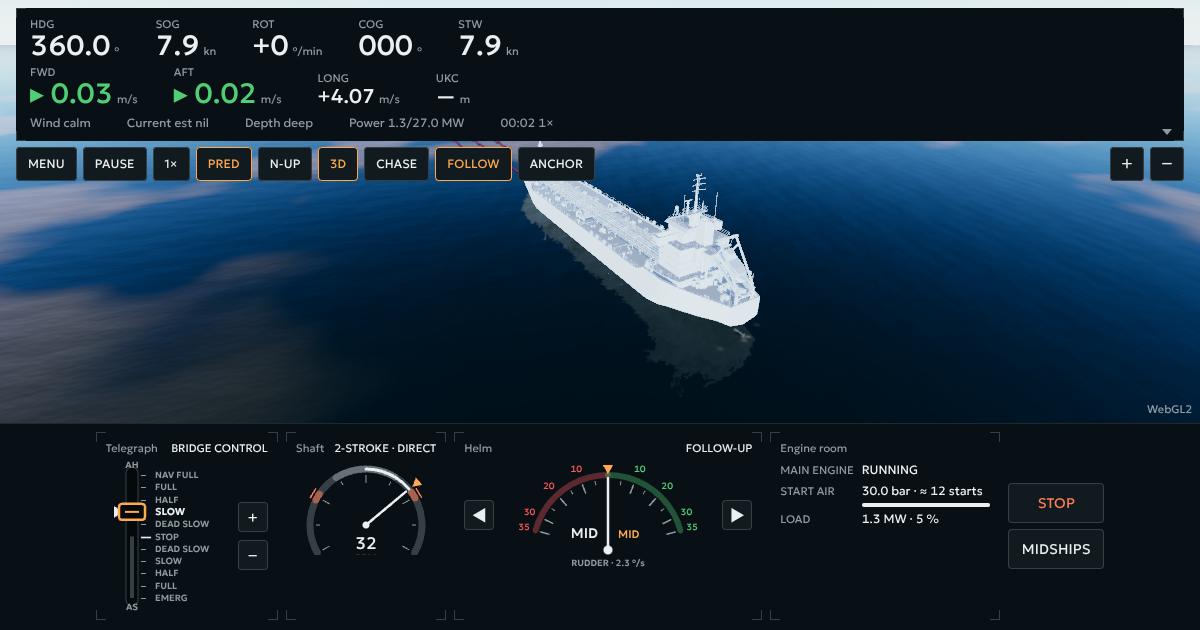 HDG SOG ROT COG STW
360.0 ° 7.9 kn +0 °/min 000 ° 7.9 kn
FWD AFT LONG UKC
▶ 0.03 m/s ▶ 0.02 m/s +4.07 m/s — m
Wind calm Current est nil Depth deep Power 1.3/27.0 MW 00:02 1×
MENU PAUSE 1× PRED N-UP 3D CHASE FOLLOW ANCHOR + −
WebGL2
Telegraph BRIDGE CONTROL
AH
NAV FULL
FULL
HALF
SLOW
DEAD SLOW
STOP
DEAD SLOW
SLOW
HALF
FULL
EMERG
AS
+
−
Shaft 2-STROKE · DIRECT
32
Helm FOLLOW-UP
10 10
20 20
30 30
35 35
◀ ▶
MID MID
RUDDER · 2.3 °/s
Engine room
MAIN ENGINE RUNNING
START AIR 30.0 bar · ≈ 12 starts
LOAD 1.3 MW · 5 %
STOP
MIDSHIPS